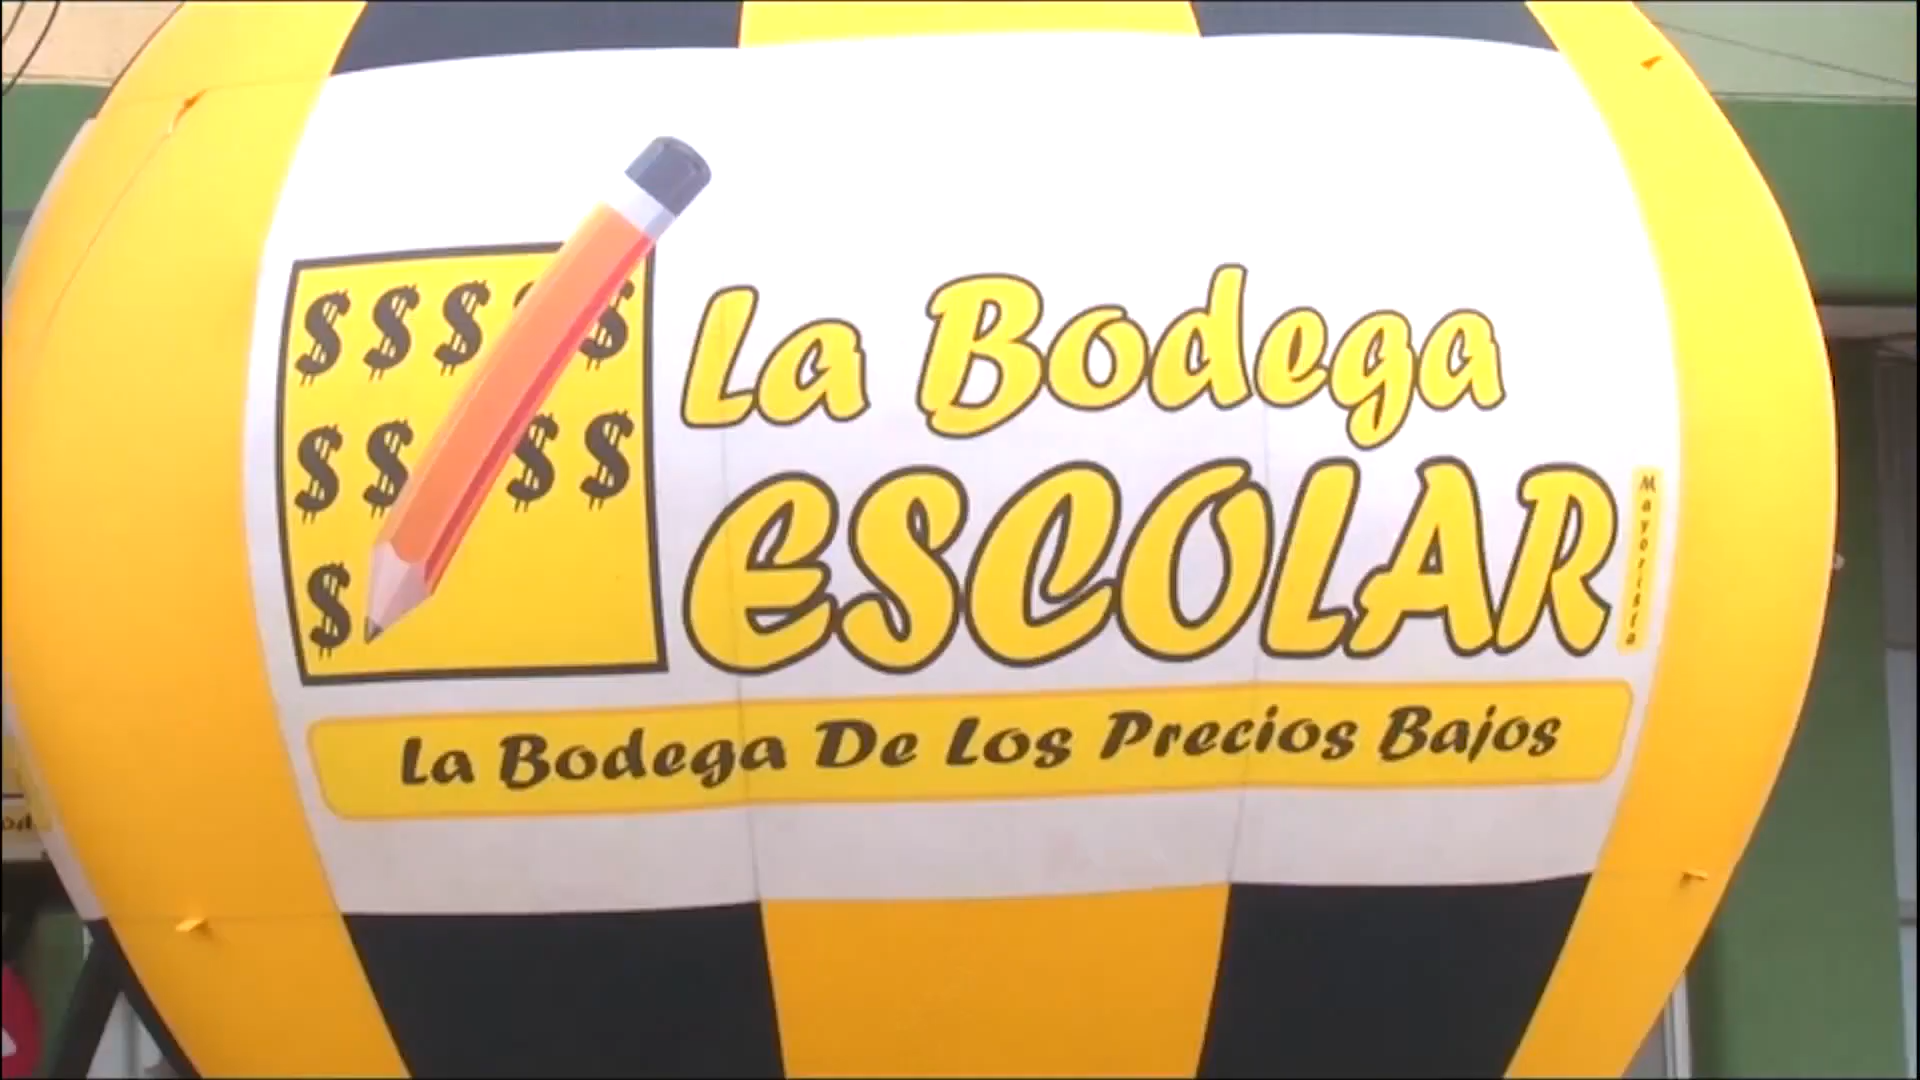 $ $ $ $
$ $ $ $
$
La Bodega
ESCOLAR
Mayorista
La Bodega De Los Precios Bajos